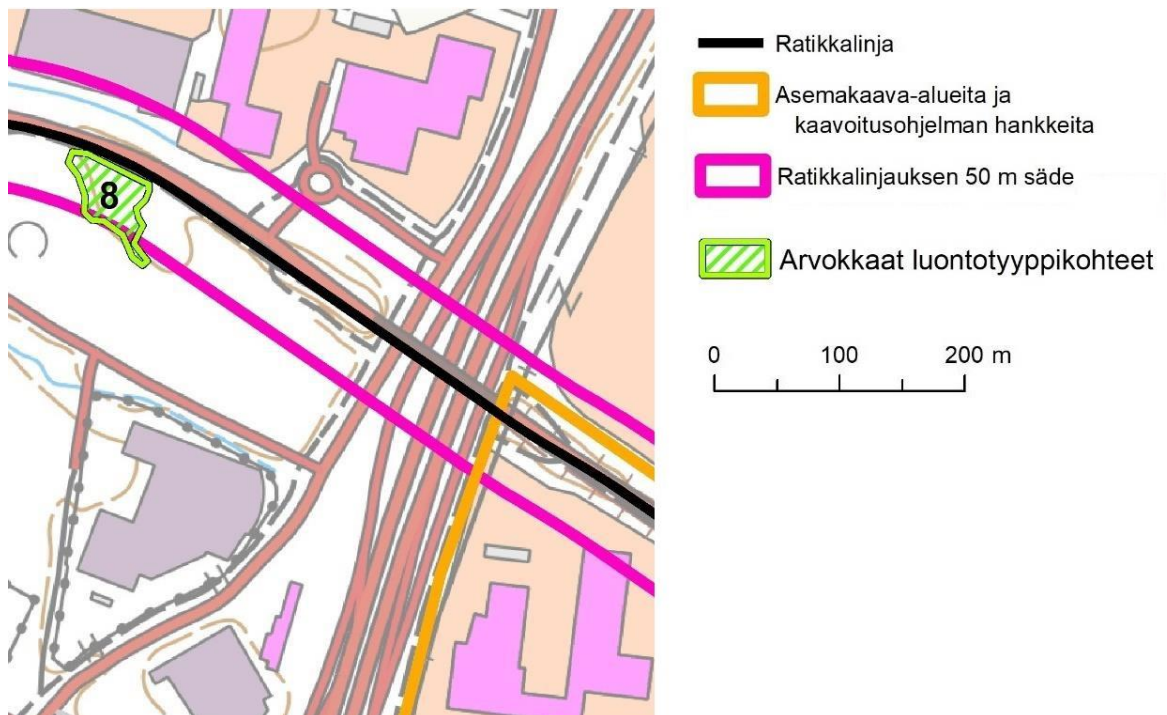 8
Ratikkalinja
Asemakaava-alueita ja
kaavoitusohjelman hankkeita
Ratikkalinjauksen 50 m säde
Arvokkaat luontotyyppikohteet
0 100 200 m